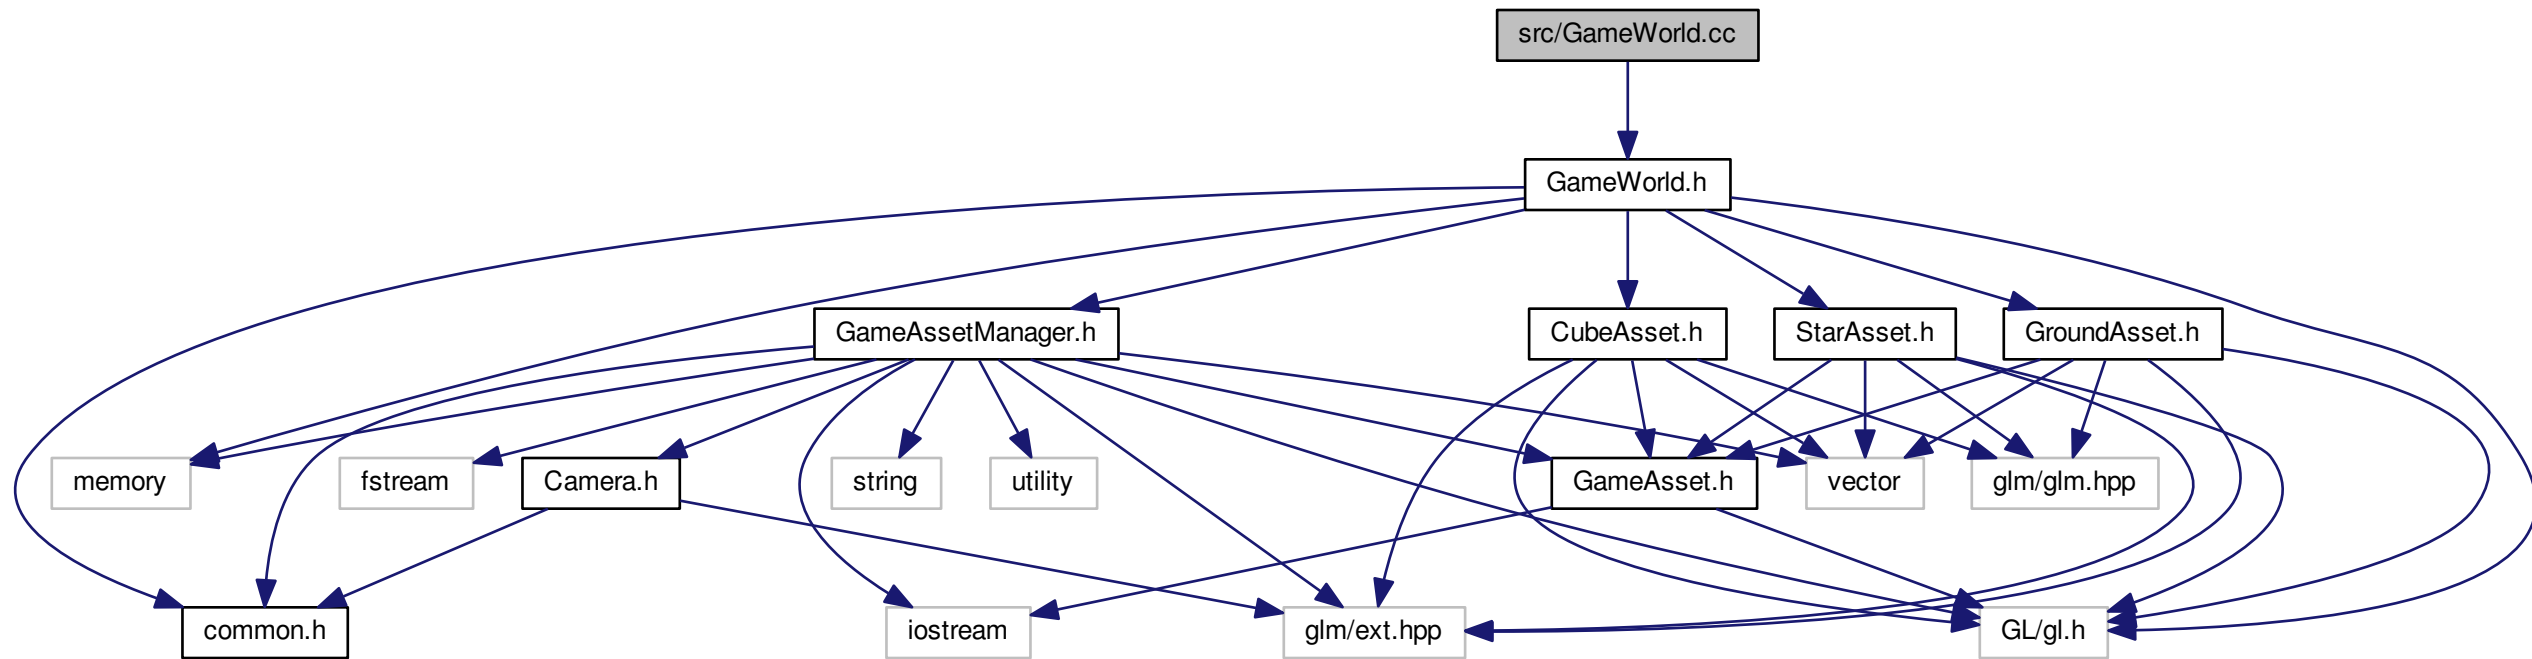 src/GameWorld.cc
GameWorld.h
GameAssetManager.h
CubeAsset.h
StarAsset.h
GroundAsset.h
memory
fstream
Camera.h
string
utility
GameAsset.h
vector
glm/glm.hpp
common.h
iostream
glm/ext.hpp
GL/gl.h